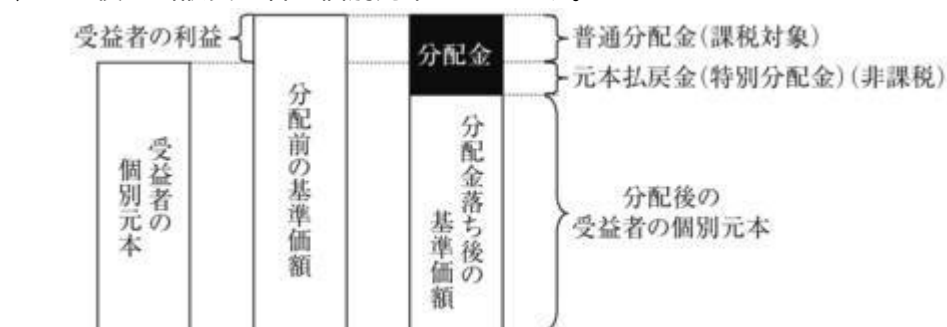 受益者の利益
受益者の
個別元本
分配前の基準価額
分配金
分配金落ち後の
基準価額
普通分配金(課税対象)
元本払戻金(特別分配金)(非課税)
分配後の
受益者の個別元本